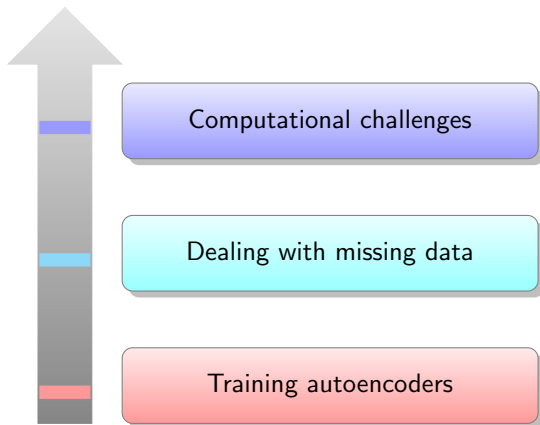 Computational challenges
Dealing with missing data
Training autoencoders